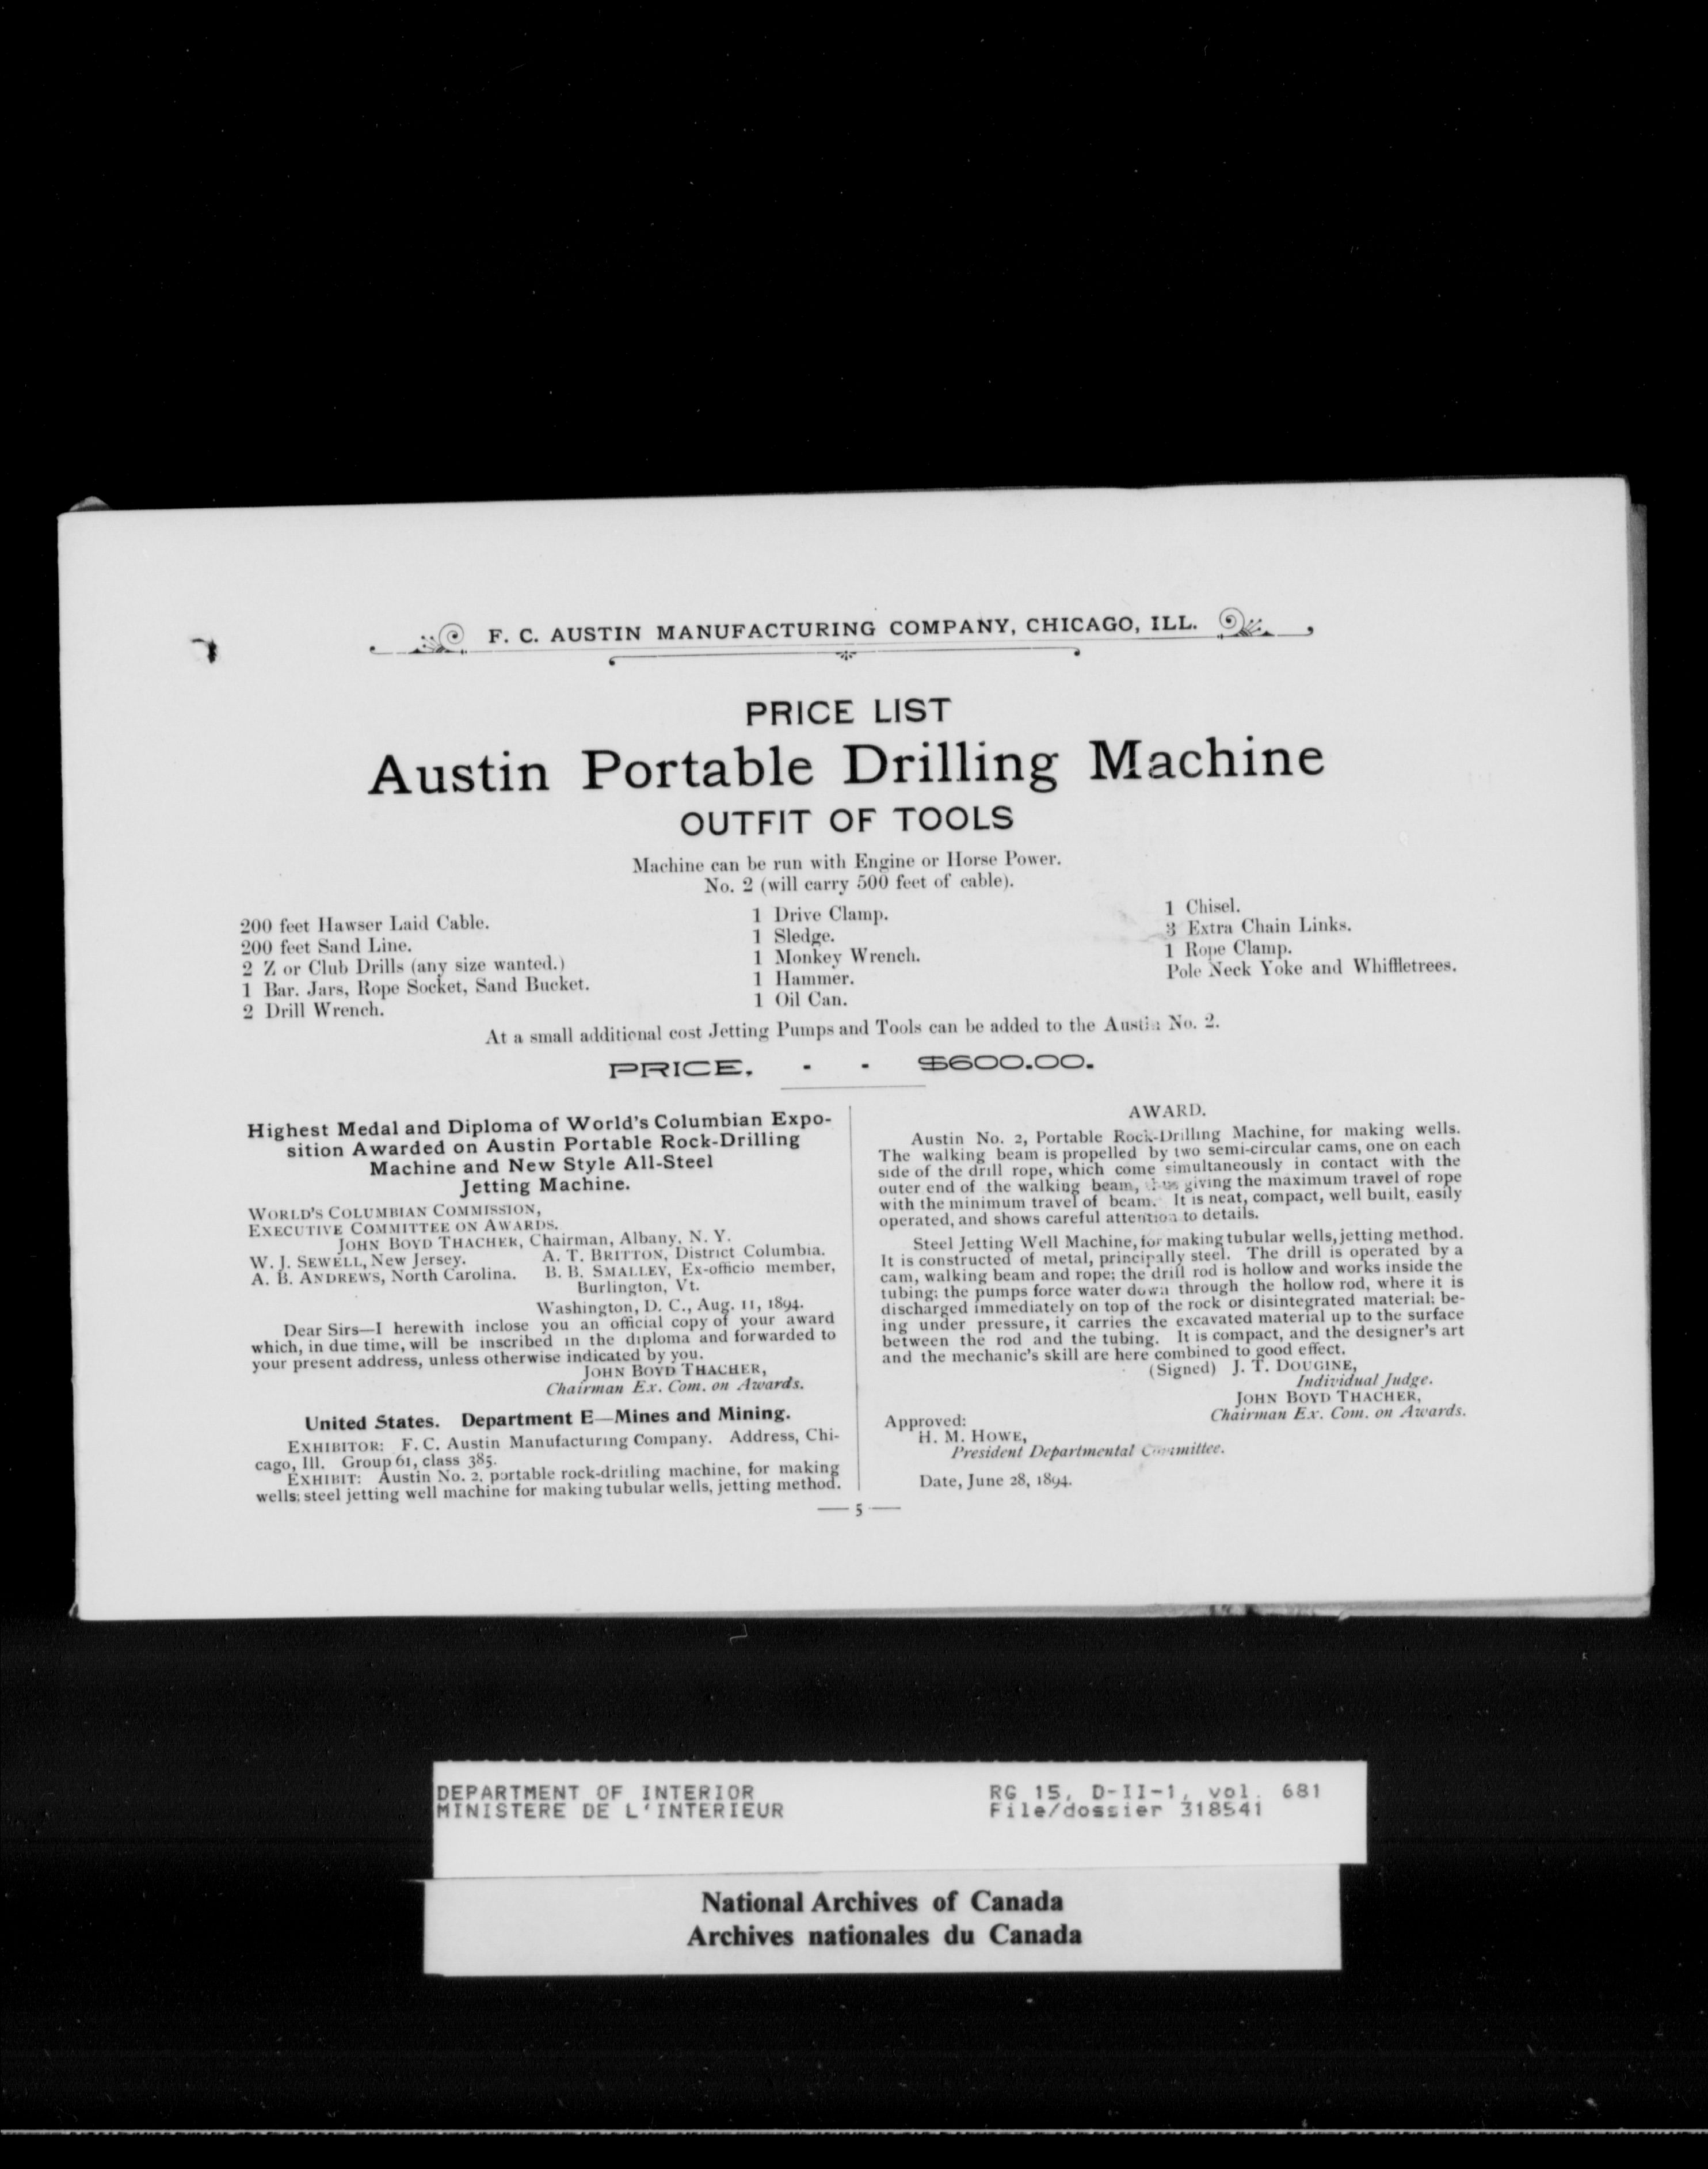 F. C. AUSTIN MANUFACTURING COMPANY, CHICAGO, ILL.
PRICE LIST
Austin Portable Drilling Machine
OUTFIT OF TOOLS
Machine can be run with Engine or Horse Power.
No. 2 (will carry 500 feet of cable).
200 feet Hawser Laid Cable.
200 feet Sand Line.
2 Z or Club Drills (any size wanted.)
1 Bar, Jars, Rope Socket, Sand Bucket.
2 Drill Wrench.
1 Drive Clamp.
1 Sledge.
1 Monkey Wrench.
1 Hammer.
1 Oil Can.
1 Chisel.
3 Extra Chain Links.
1 Rope Clamp.
Pole Neck Yoke and Whiffletrees.
At a small additional cost Jetting Pumps and Tools can be added to the Austin No. 2.
PRICE, - - $600.00.
Highest Medal and Diploma of World's Columbian Expo-
sition Awarded on Austin Portable Rock-Drilling
Machine and New Style All-Steel
Jetting Machine.
WORLD'S COLUMBIAN COMMISSION,
EXECUTIVE COMMITTEE ON AWARDS.
JOHN BOYD THACHER, Chairman, Albany, N. Y.
W. J. SEWELL, New Jersey. A. T. BRITTON, District Columbia.
A. B. ANDREWS, North Carolina. B. B. SMALLEY, Ex-officio member,
Burlington, Vt.
Washington, D. C., Aug. 11, 1894.
Dear Sirs—I herewith inclose you an official copy of your award
which, in due time, will be inscribed in the diploma and forwarded to
your present address, unless otherwise indicated by you.
JOHN BOYD THACHER,
Chairman Ex. Com. on Awards.
United States. Department E—Mines and Mining.
EXHIBITOR: F. C. Austin Manufacturing Company. Address, Chi-
cago, Ill. Group 61, class 385.
EXHIBIT: Austin No. 2, portable rock-drilling machine, for making
wells; steel jetting well machine for making tubular wells, jetting method.
AWARD.
Austin No. 2, Portable Rock-Drilling Machine, for making wells.
The walking beam is propelled by two semi-circular cams, one on each
side of the drill rope, which come simultaneously in contact with the
outer end of the walking beam, thus giving the maximum travel of rope
with the minimum travel of beam. It is neat, compact, well built, easily
operated, and shows careful attention to details.
Steel Jetting Well Machine, for making tubular wells, jetting method.
It is constructed of metal, principally steel. The drill is operated by a
cam, walking beam and rope; the drill rod is hollow and works inside the
tubing; the pumps force water down through the hollow rod, where it is
discharged immediately on top of the rock or disintegrated material; be-
ing under pressure, it carries the excavated material up to the surface
between the rod and the tubing. It is compact, and the designer's art
and the mechanic's skill are here combined to good effect.
(Signed) J. T. DOUGINE,
Individual Judge.
JOHN BOYD THACHER,
Chairman Ex. Com. on Awards.
Approved:
H. M. HOWE,
President Departmental Committee.
Date, June 28, 1894.
— 5 —
DEPARTMENT OF INTERIOR RG 15, D-II-1, vol. 681
MINISTERE DE L'INTERIEUR File/dossier 318541
National Archives of Canada
Archives nationales du Canada